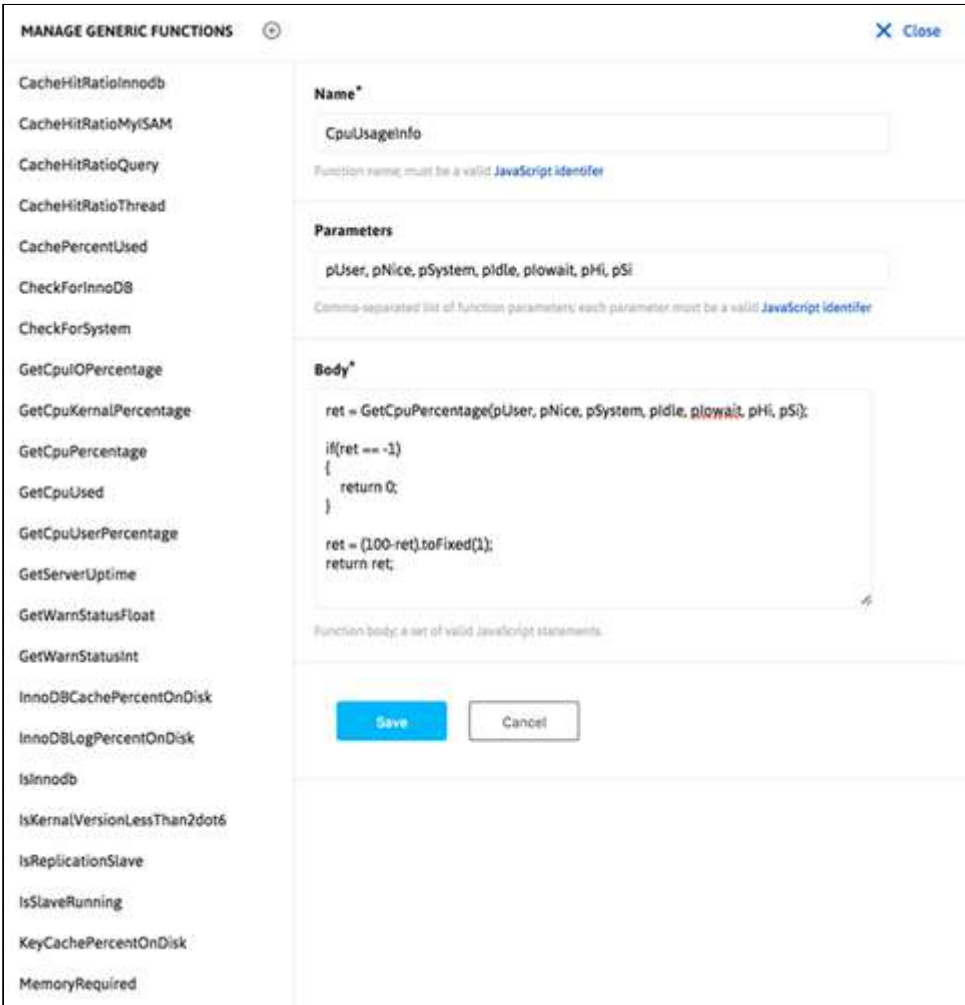 MANAGE GENERIC FUNCTIONS
Close
CacheHitRatioInnodb
CacheHitRatioMyISAM
CacheHitRatioQuery
CacheHitRatioThread
CachePercentUsed
CheckForInnoDB
CheckForSystem
GetCpuIOPercentage
GetCpuKernalPercentage
GetCpuPercentage
GetCpuUsed
GetCpuUserPercentage
GetServerUptime
GetWarnStatusFloat
GetWarnStatusInt
InnoDBCachePercentOnDisk
InnoDBLogPercentOnDisk
IsInnodb
IsKernalVersionLessThan2dot6
IsReplicationSlave
IsSlaveRunning
KeyCachePercentOnDisk
MemoryRequired
Name*
CpuUsageInfo
Function name; must be a valid JavaScript identifer
Parameters
pUser, pNice, pSystem, pIdle, pIowait, pHi, pSi
Comma-separated list of function parameters; each parameter must be a valid JavaScript identifer
Body*
ret = GetCpuPercentage(pUser, pNice, pSystem, pIdle, pIowait, pHi, pSi);
if(ret == -1)
{
return 0;
}
ret = (100-ret).toFixed(1);
return ret;
Function body; a set of valid JavaScript statements.
Save
Cancel